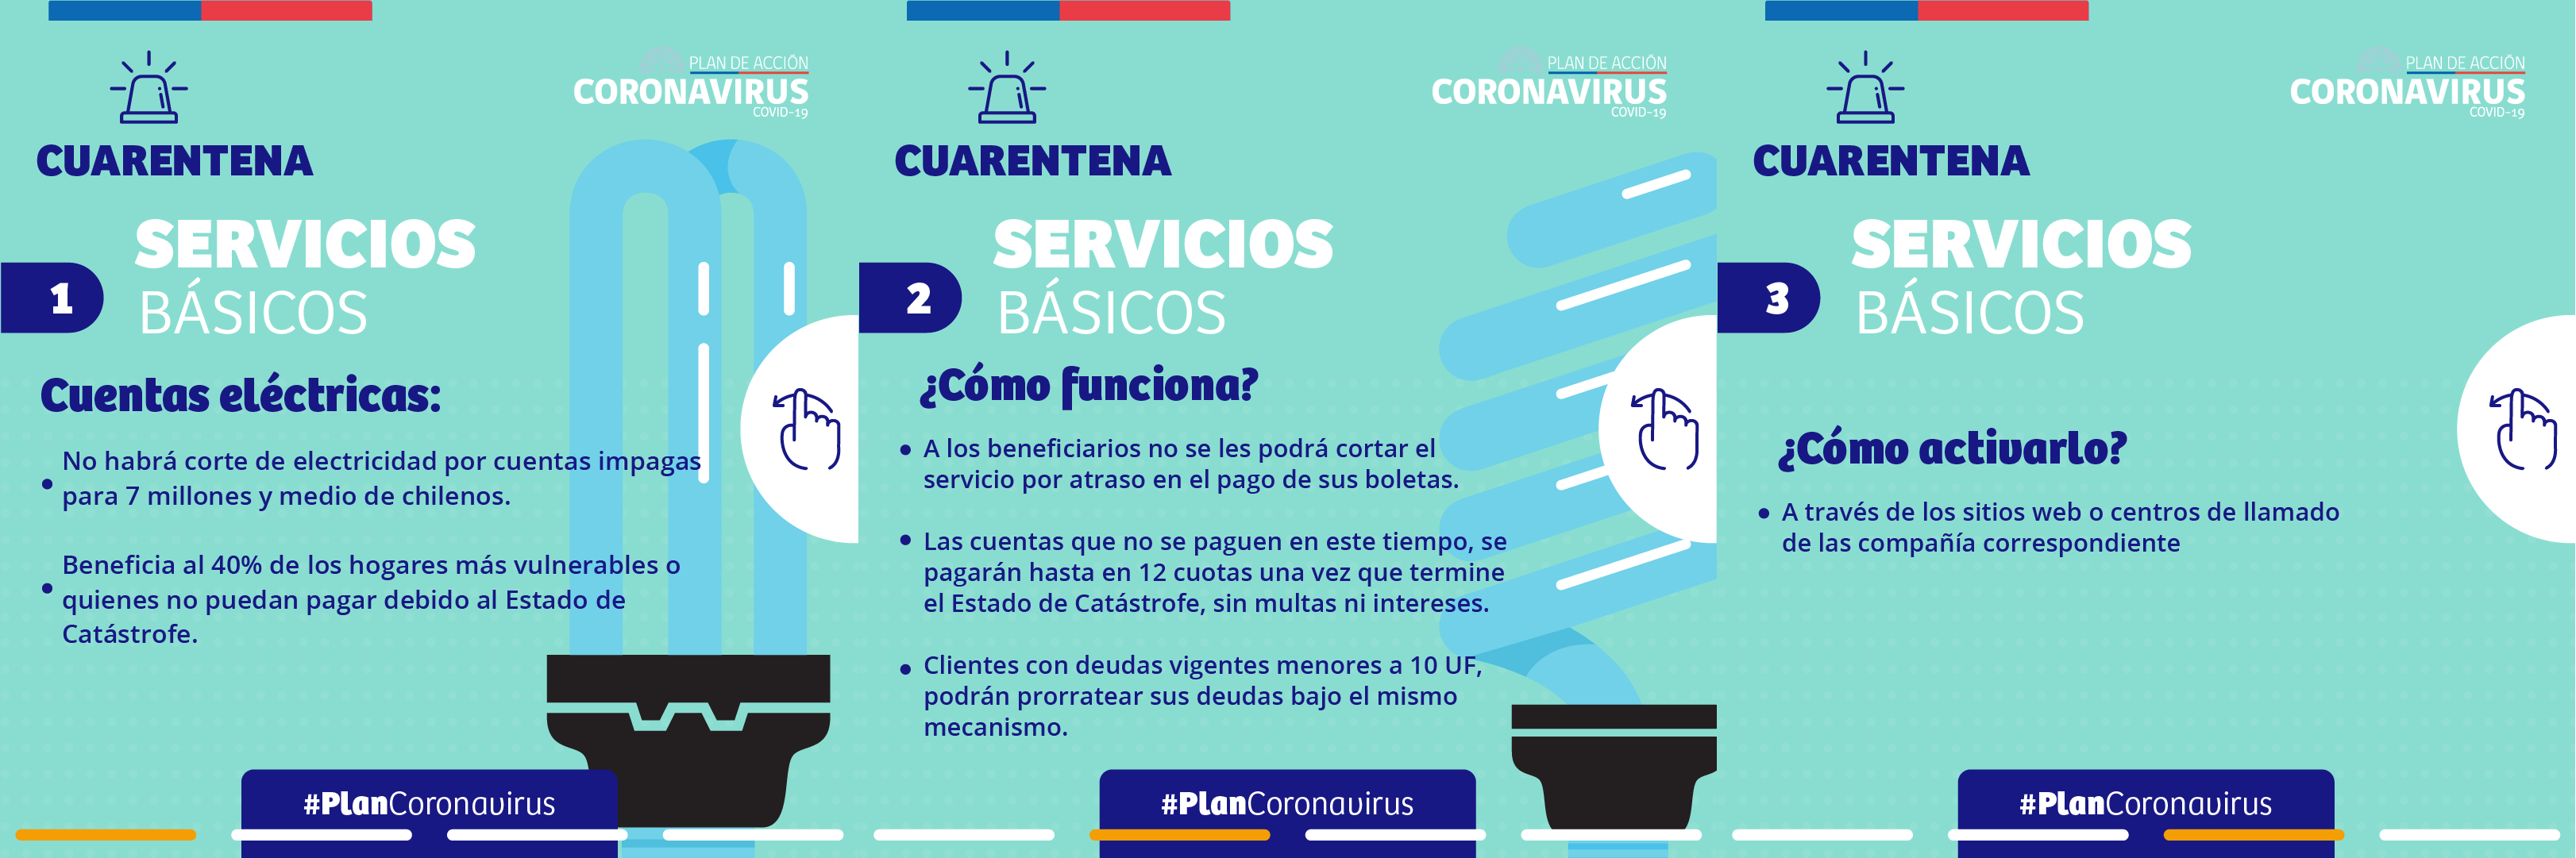 PLAN DE ACCIÓN
CORONAVIRUS
COVID-19
CUARENTENA
SERVICIOS
BÁSICOS
1
Cuentas eléctricas:
• No habrá corte de electricidad por cuentas impagas
para 7 millones y medio de chilenos.
• Beneficia al 40% de los hogares más vulnerables o
quienes no puedan pagar debido al Estado de
Catástrofe.
#PlanCoronavirus
PLAN DE ACCIÓN
CORONAVIRUS
COVID-19
CUARENTENA
SERVICIOS
BÁSICOS
2
¿Cómo funciona?
• A los beneficiarios no se les podrá cortar el
servicio por atraso en el pago de sus boletas.
• Las cuentas que no se paguen en este tiempo, se
pagarán hasta en 12 cuotas una vez que termine
el Estado de Catástrofe, sin multas ni intereses.
• Clientes con deudas vigentes menores a 10 UF,
podrán prorratear sus deudas bajo el mismo
mecanismo.
#PlanCoronavirus
PLAN DE ACCIÓN
CORONAVIRUS
COVID-19
CUARENTENA
SERVICIOS
BÁSICOS
3
¿Cómo activarlo?
• A través de los sitios web o centros de llamado
de las compañía correspondiente
#PlanCoronavirus